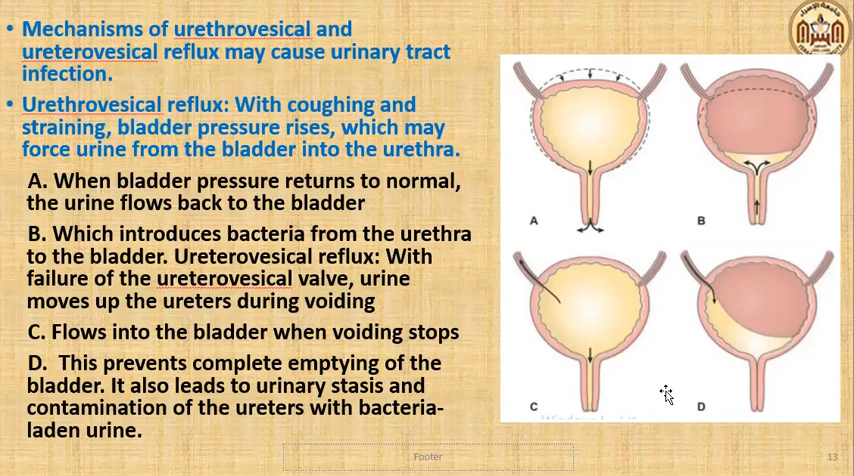 • Mechanisms of urethrovesical and
ureterovesical reflux may cause urinary tract
infection.
• Urethrovesical reflux: With coughing and
straining, bladder pressure rises, which may
force urine from the bladder into the urethra.
A. When bladder pressure returns to normal,
the urine flows back to the bladder
B. Which introduces bacteria from the urethra
to the bladder. Ureterovesical reflux: With
failure of the ureterovesical valve, urine
moves up the ureters during voiding
C. Flows into the bladder when voiding stops
D. This prevents complete emptying of the
bladder. It also leads to urinary stasis and
contamination of the ureters with bacteria-
laden urine.
A
B
C
D
Footer
13